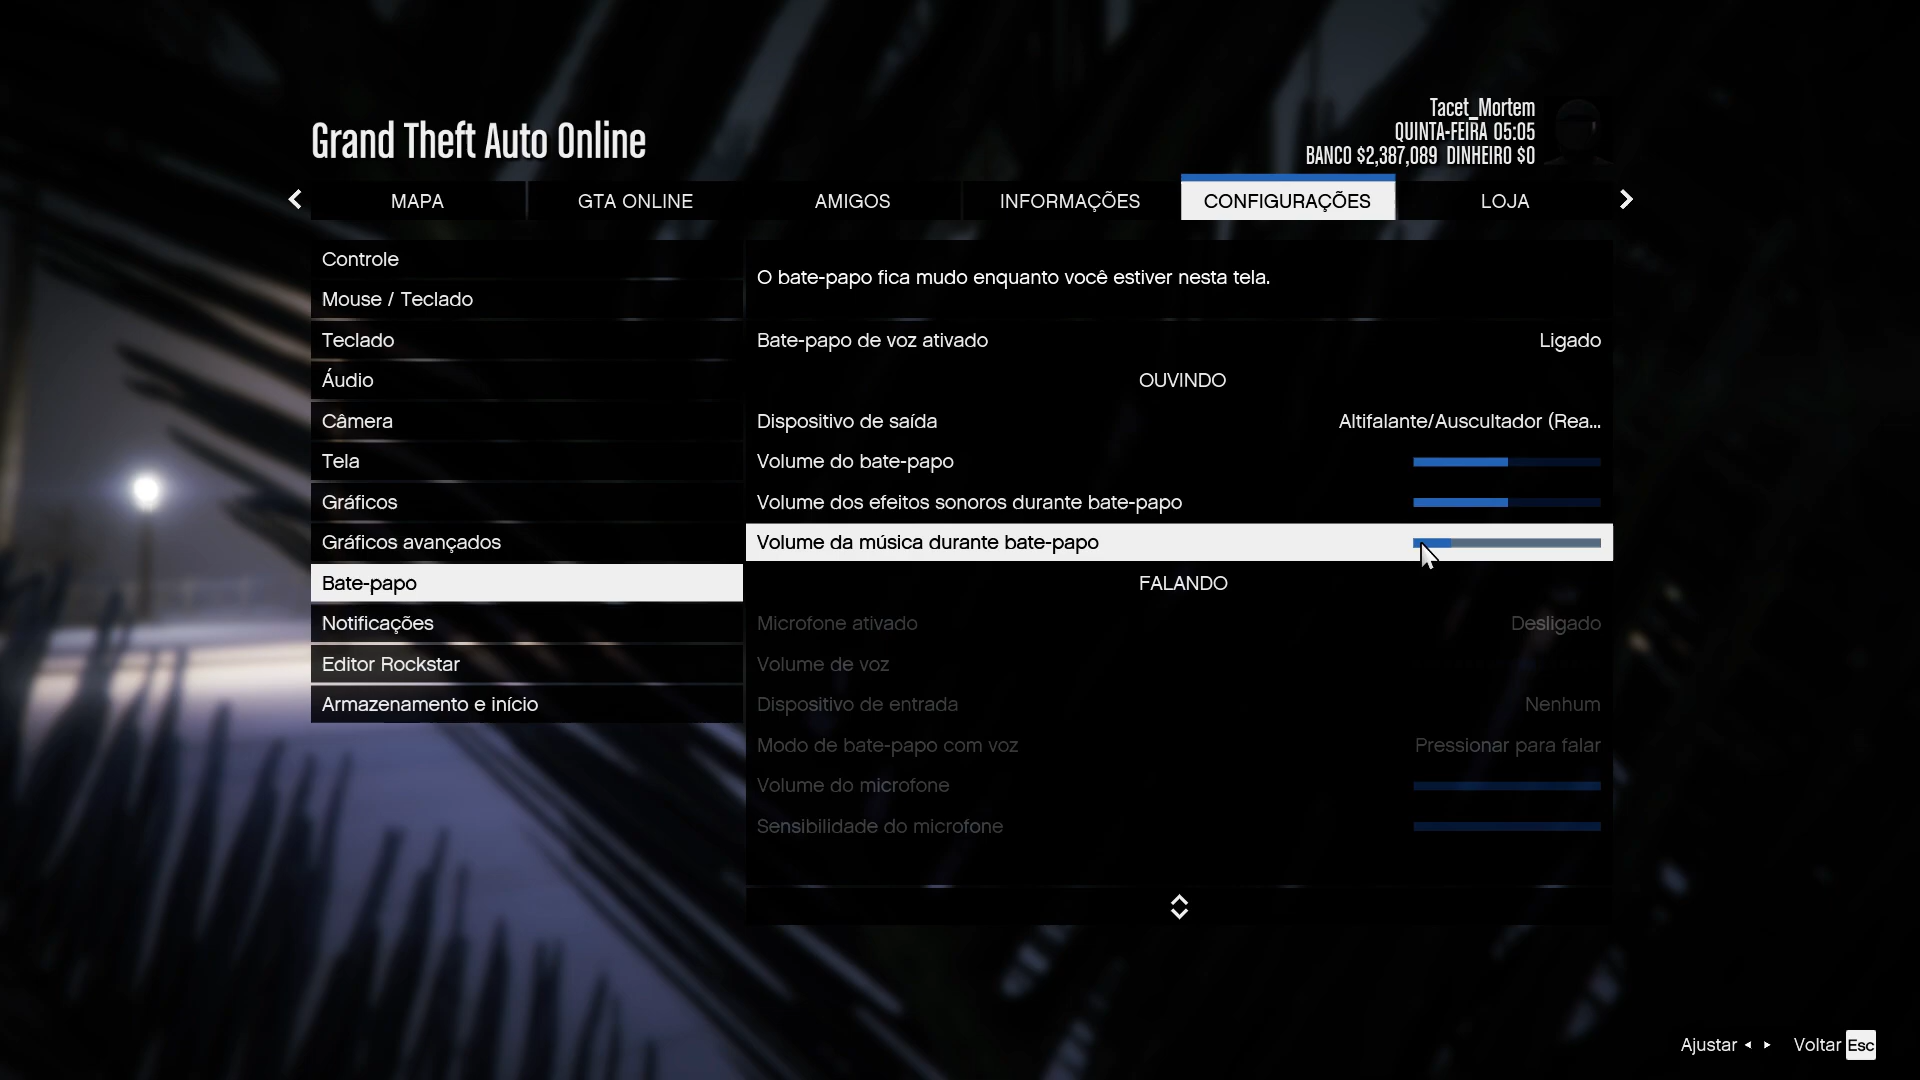 Grand Theft Auto Online
Tacet_Mortem
QUINTA-FEIRA 05:05
BANCO $2,387,089 DINHEIRO $0
MAPA
GTA ONLINE
AMIGOS
INFORMAÇÕES
CONFIGURAÇÕES
LOJA
Controle
Mouse / Teclado
Teclado
Áudio
Câmera
Tela
Gráficos
Gráficos avançados
Bate-papo
Notificações
Editor Rockstar
Armazenamento e início
O bate-papo fica mudo enquanto você estiver nesta tela.
Bate-papo de voz ativado Ligado
OUVINDO
Dispositivo de saída Altifalante/Auscultador (Rea...
Volume do bate-papo
Volume dos efeitos sonoros durante bate-papo
Volume da música durante bate-papo
FALANDO
Microfone ativado Desligado
Volume de voz
Dispositivo de entrada Nenhum
Modo de bate-papo com voz Pressionar para falar
Volume do microfone
Sensibilidade do microfone
Ajustar Voltar Esc